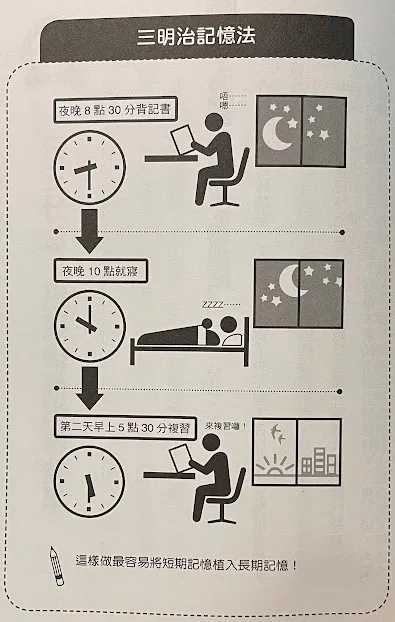 三明治記憶法
夜晚 8 點 30 分背記書
唔……
嗯……
夜晚 10 點就寢
ZZZZ……
第二天早上 5 點 30 分複習
來複習囉！
這樣做最容易將短期記憶植入長期記憶！